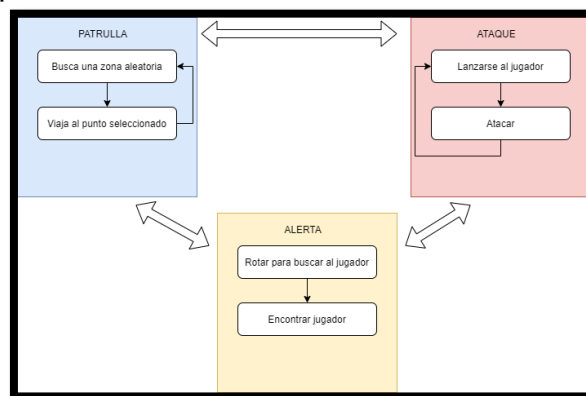 PATRULLA
Busca una zona aleatoria
Viaja al punto seleccionado
ATAQUE
Lanzarse al jugador
Atacar
ALERTA
Rotar para buscar al jugador
Encontrar jugador